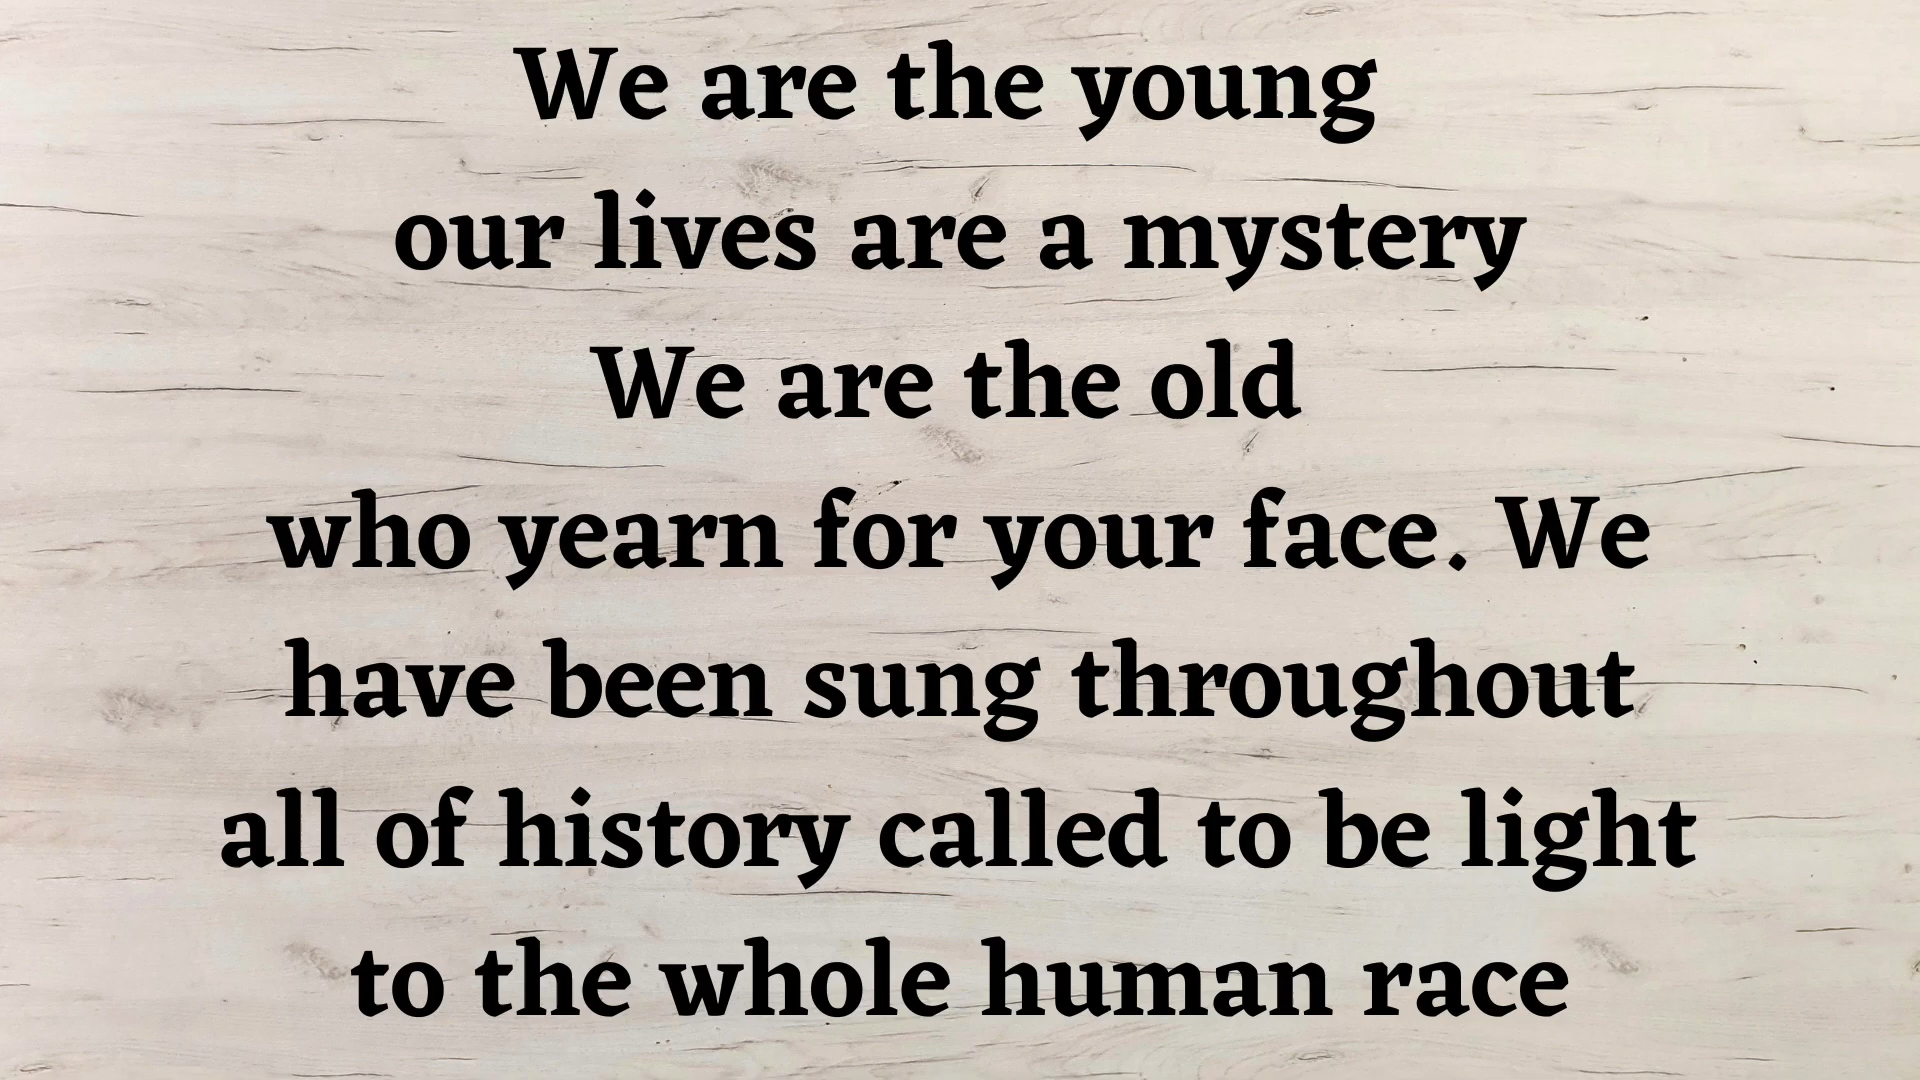 We are the young
our lives are a mystery
We are the old
who yearn for your face. We
have been sung throughout
all of history called to be light
to the whole human race